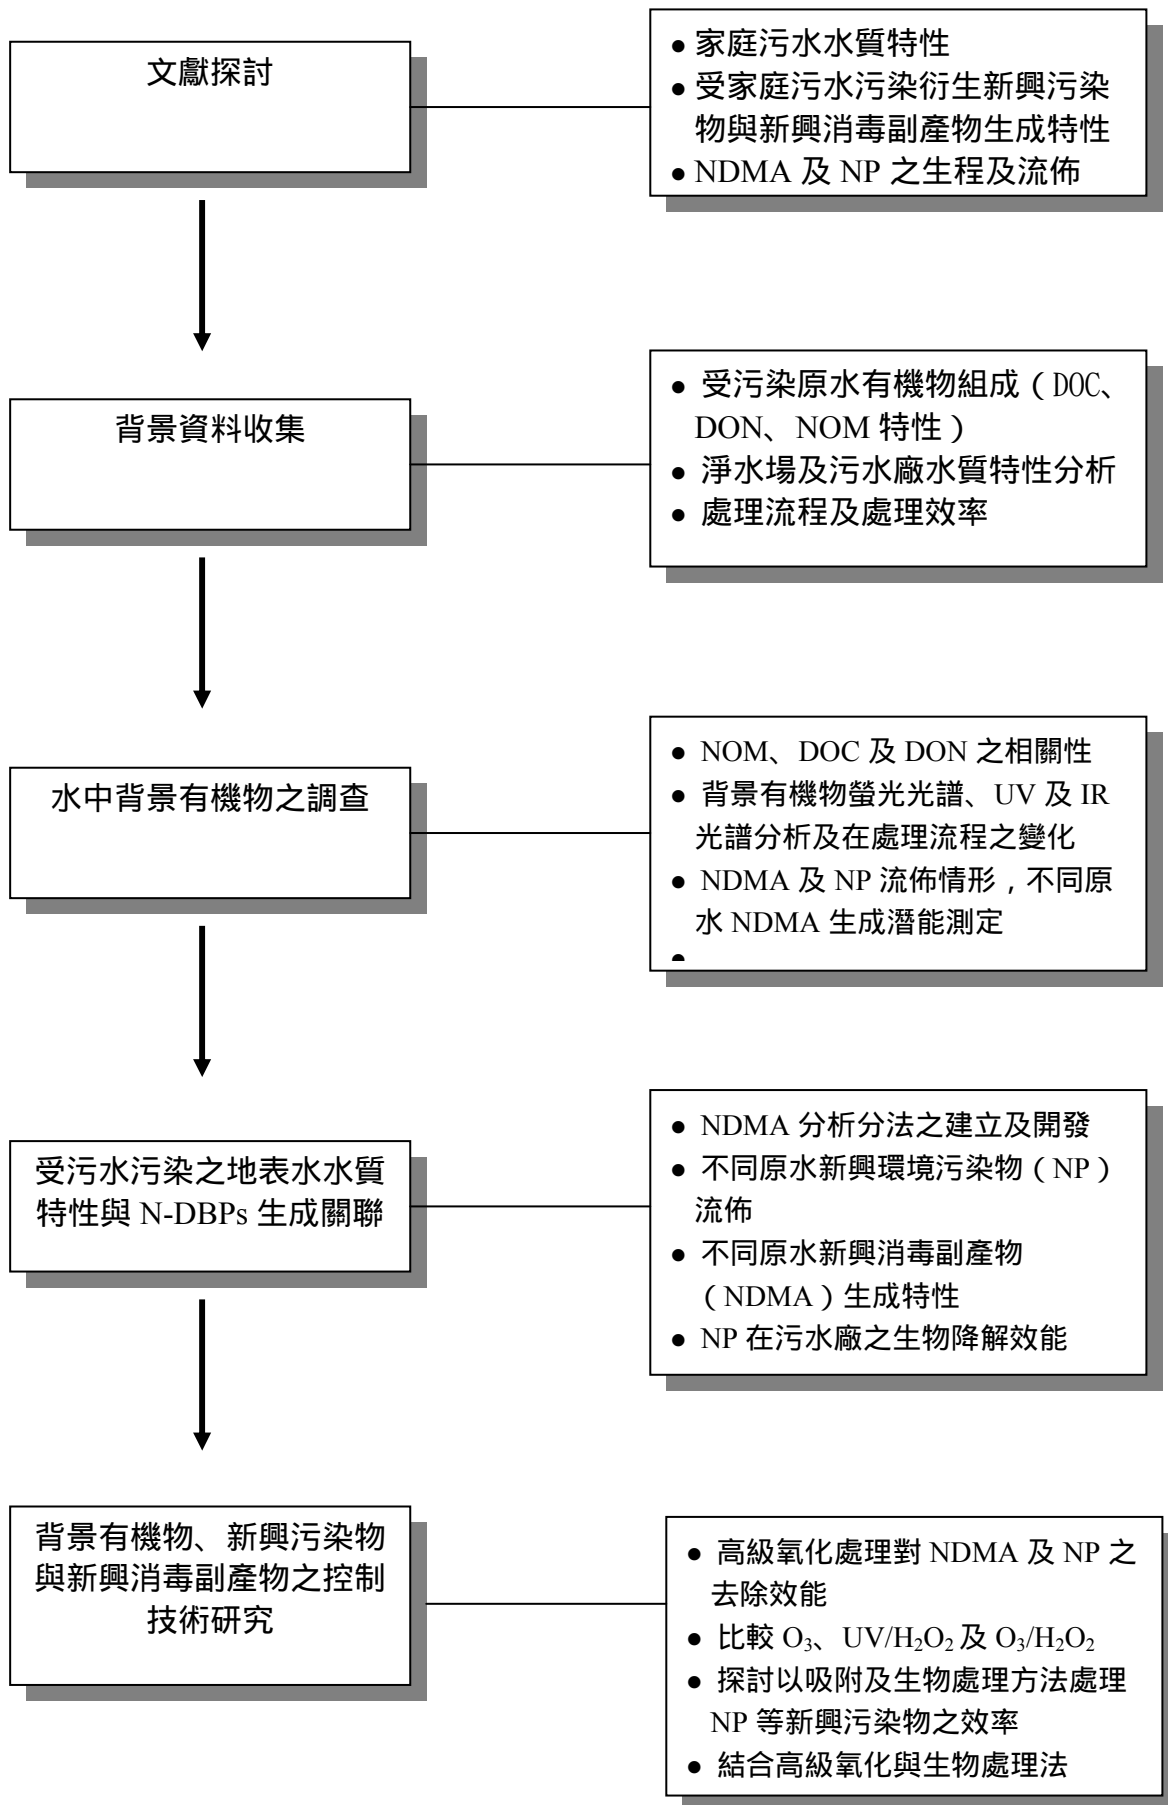 文獻探討
● 家庭污水水質特性
● 受家庭污水污染衍生新興污染
物與新興消毒副產物生成特性
● NDMA 及 NP 之生程及流佈
背景資料收集
● 受污染原水有機物組成（DOC、
DON、NOM 特性）
● 淨水場及污水廠水質特性分析
● 處理流程及處理效率
水中背景有機物之調查
● NOM、DOC 及 DON 之相關性
● 背景有機物螢光光譜、UV 及 IR
光譜分析及在處理流程之變化
● NDMA 及 NP 流佈情形，不同原
水 NDMA 生成潛能測定
●
受污水污染之地表水水質
特性與 N-DBPs 生成關聯
● NDMA 分析分法之建立及開發
● 不同原水新興環境污染物（NP）
流佈
● 不同原水新興消毒副產物
（NDMA）生成特性
● NP 在污水廠之生物降解效能
背景有機物、新興污染物
與新興消毒副產物之控制
技術研究
● 高級氧化處理對 NDMA 及 NP 之
去除效能
● 比較 O₃、UV/H₂O₂ 及 O₃/H₂O₂
● 探討以吸附及生物處理方法處理
NP 等新興污染物之效率
● 結合高級氧化與生物處理法